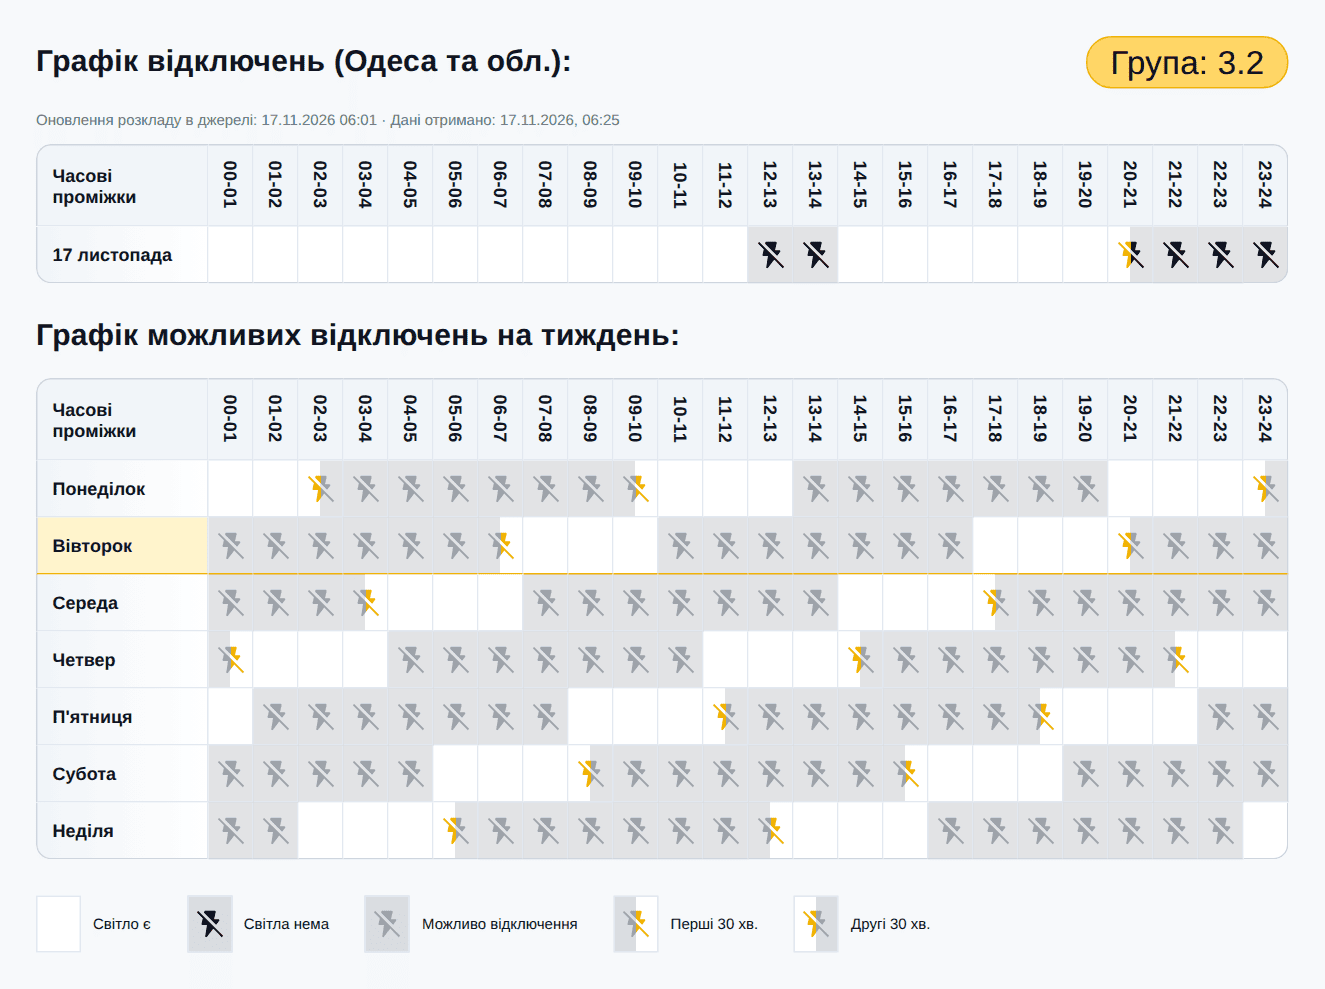 Графік відключень (Одеса та обл.):
Група: 3.2
Оновлення розкладу в джерелі: 17.11.2026 06:01 · Дані отримано: 17.11.2026, 06:25
Часові проміжки 00-01 01-02 02-03 03-04 04-05 05-06 06-07 07-08 08-09 09-10 10-11 11-12 12-13 13-14 14-15 15-16 16-17 17-18 18-19 19-20 20-21 21-22 22-23 23-24
17 листопада
Графік можливих відключень на тиждень:
Часові проміжки 00-01 01-02 02-03 03-04 04-05 05-06 06-07 07-08 08-09 09-10 10-11 11-12 12-13 13-14 14-15 15-16 16-17 17-18 18-19 19-20 20-21 21-22 22-23 23-24
Понеділок
Вівторок
Середа
Четвер
П'ятниця
Субота
Неділя
Світло є Світла нема Можливо відключення Перші 30 хв. Другі 30 хв.